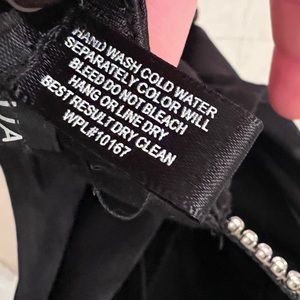 HAND WASH COLD WATER
SEPARATELY COLOR WILL
BLEED DO NOT BLEACH
HANG OR LINE DRY
BEST RESULT DRY CLEAN
WPL#10167